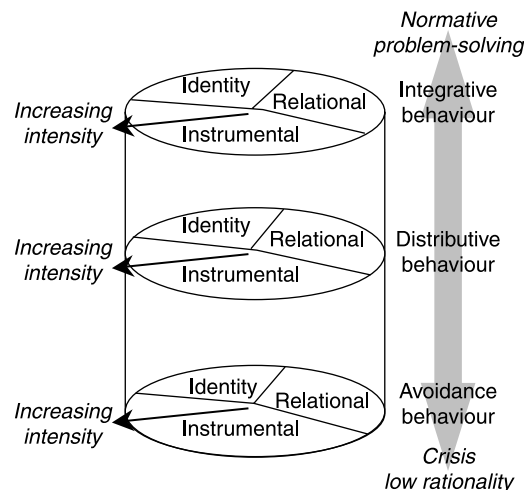 Normative
problem-solving
Identity
Relational
Integrative
behaviour
Increasing
intensity
Instrumental
Identity
Relational
Distributive
behaviour
Increasing
intensity
Instrumental
Identity
Relational
Avoidance
behaviour
Increasing
intensity
Instrumental
Crisis
low rationality